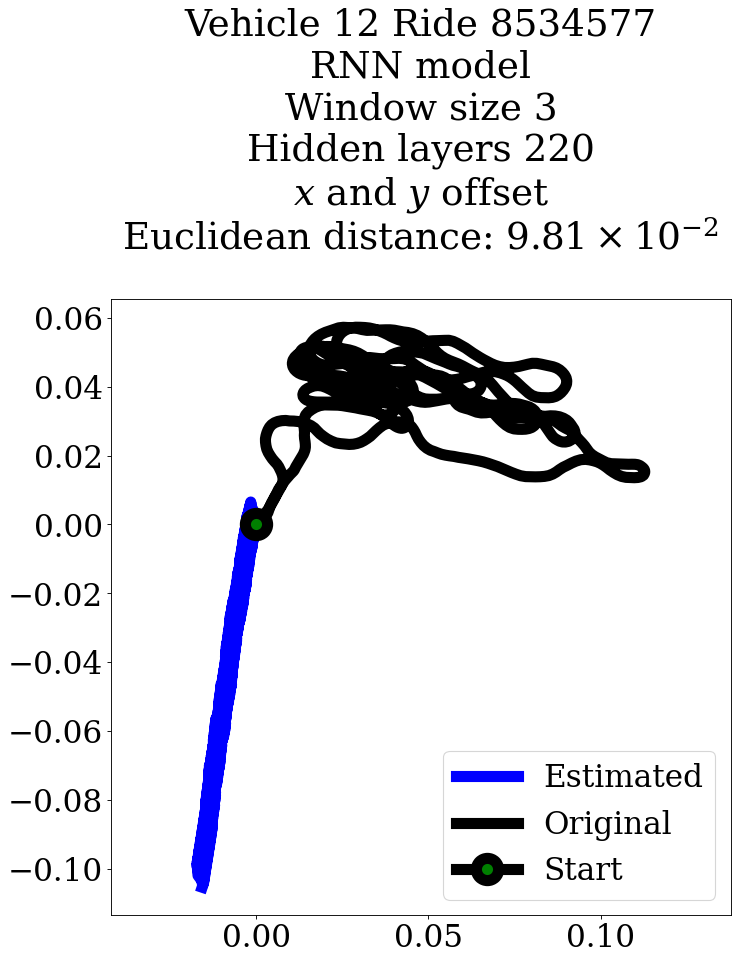 Vehicle 12 Ride 8534577
RNN model
Window size 3
Hidden layers 220
x and y offset
Euclidean distance: 9.81 × 10⁻²
0.06
0.04
0.02
0.00
−0.02
−0.04
−0.06
−0.08
−0.10
Estimated
Original
Start
0.00 0.05 0.10